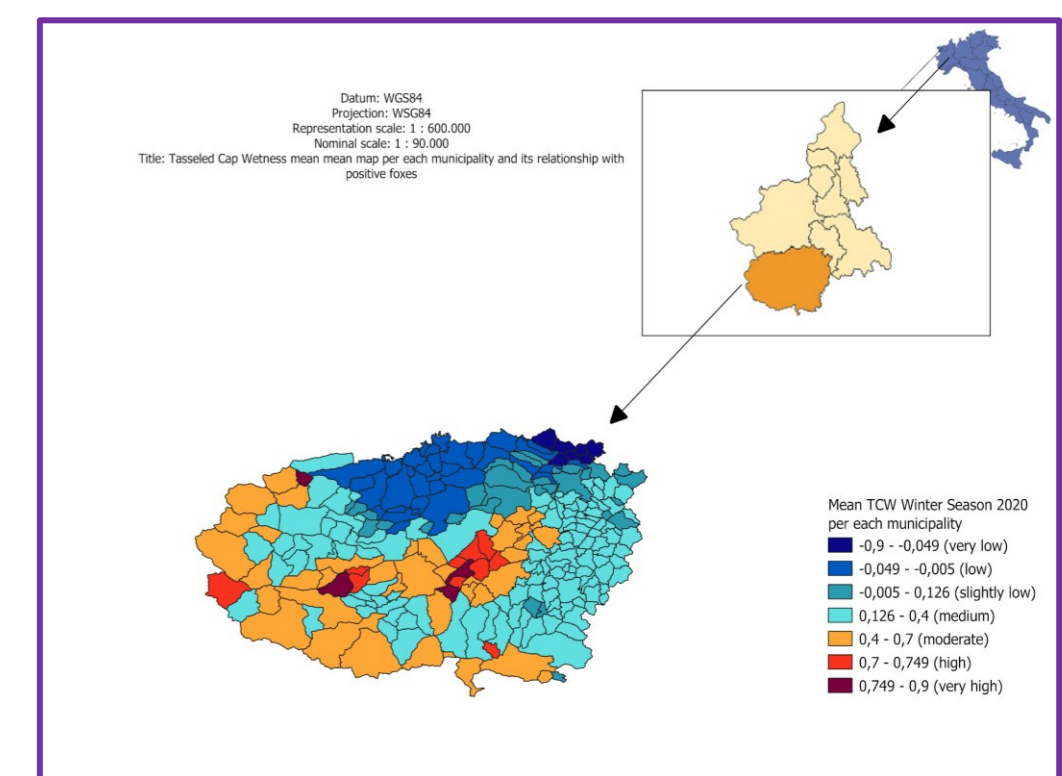 Datum: WGS84
Projection: WSG84
Representation scale: 1 : 600.000
Nominal scale: 1 : 90.000
Title: Tasseled Cap Wetness mean mean map per each municipality and its relationship with
positive foxes
Mean TCW Winter Season 2020
per each municipality
-0,9 - -0,049 (very low)
-0,049 - -0,005 (low)
-0,005 - 0,126 (slightly low)
0,126 - 0,4 (medium)
0,4 - 0,7 (moderate)
0,7 - 0,749 (high)
0,749 - 0,9 (very high)